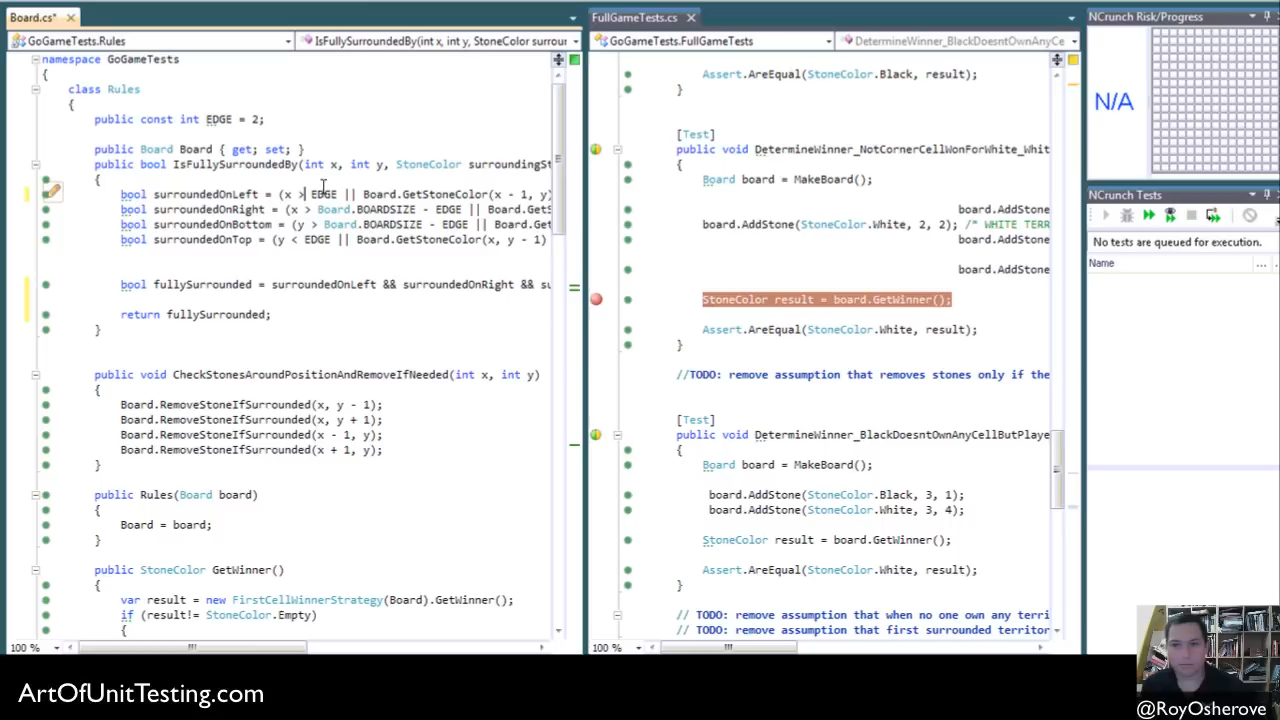 Board.cs*
GoGameTests.Rules
IsFullySurroundedBy(int x, int y, StoneColor surrour
namespace GoGameTests
{
class Rules
{
public const int EDGE = 2;
public Board Board { get; set; }
public bool IsFullySurroundedBy(int x, int y, StoneColor surroundingSt
{
bool surroundedOnLeft = (x > EDGE || Board.GetStoneColor(x - 1, y)
bool surroundedOnRight = (x > Board.BOARDSIZE - EDGE || Board.GetS
bool surroundedOnBottom = (y > Board.BOARDSIZE - EDGE || Board.Get
bool surroundedOnTop = (y < EDGE || Board.GetStoneColor(x, y - 1)
bool fullySurrounded = surroundedOnLeft && surroundedOnRight && su
return fullySurrounded;
}
public void CheckStonesAroundPositionAndRemoveIfNeeded(int x, int y)
{
Board.RemoveStoneIfSurrounded(x, y - 1);
Board.RemoveStoneIfSurrounded(x, y + 1);
Board.RemoveStoneIfSurrounded(x - 1, y);
Board.RemoveStoneIfSurrounded(x + 1, y);
}
public Rules(Board board)
{
Board = board;
}
public StoneColor GetWinner()
{
var result = new FirstCellWinnerStrategy(Board).GetWinner();
if (result!= StoneColor.Empty)
{
100 %
FullGameTests.cs
GoGameTests.FullGameTests
DetermineWinner_BlackDoesntOwnAnyCe
Assert.AreEqual(StoneColor.Black, result);
}
[Test]
public void DetermineWinner_NotCornerCellWonForWhite_Whit
{
Board board = MakeBoard();
board.AddStone
board.AddStone(StoneColor.White, 2, 2); /* WHITE TERR
board.AddStone
board.AddStone
StoneColor result = board.GetWinner();
Assert.AreEqual(StoneColor.White, result);
}
//TODO: remove assumption that removes stones only if the
[Test]
public void DetermineWinner_BlackDoesntOwnAnyCellButPlaye
{
Board board = MakeBoard();
board.AddStone(StoneColor.Black, 3, 1);
board.AddStone(StoneColor.White, 3, 4);
StoneColor result = board.GetWinner();
Assert.AreEqual(StoneColor.White, result);
}
// TODO: remove assumption that when no one own any terri
// TODO: remove assumption that first surrounded territor
100 %
NCrunch Risk/Progress
N/A
NCrunch Tests
No tests are queued for execution.
Name
...
ArtOfUnitTesting.com
@RoyOsherove